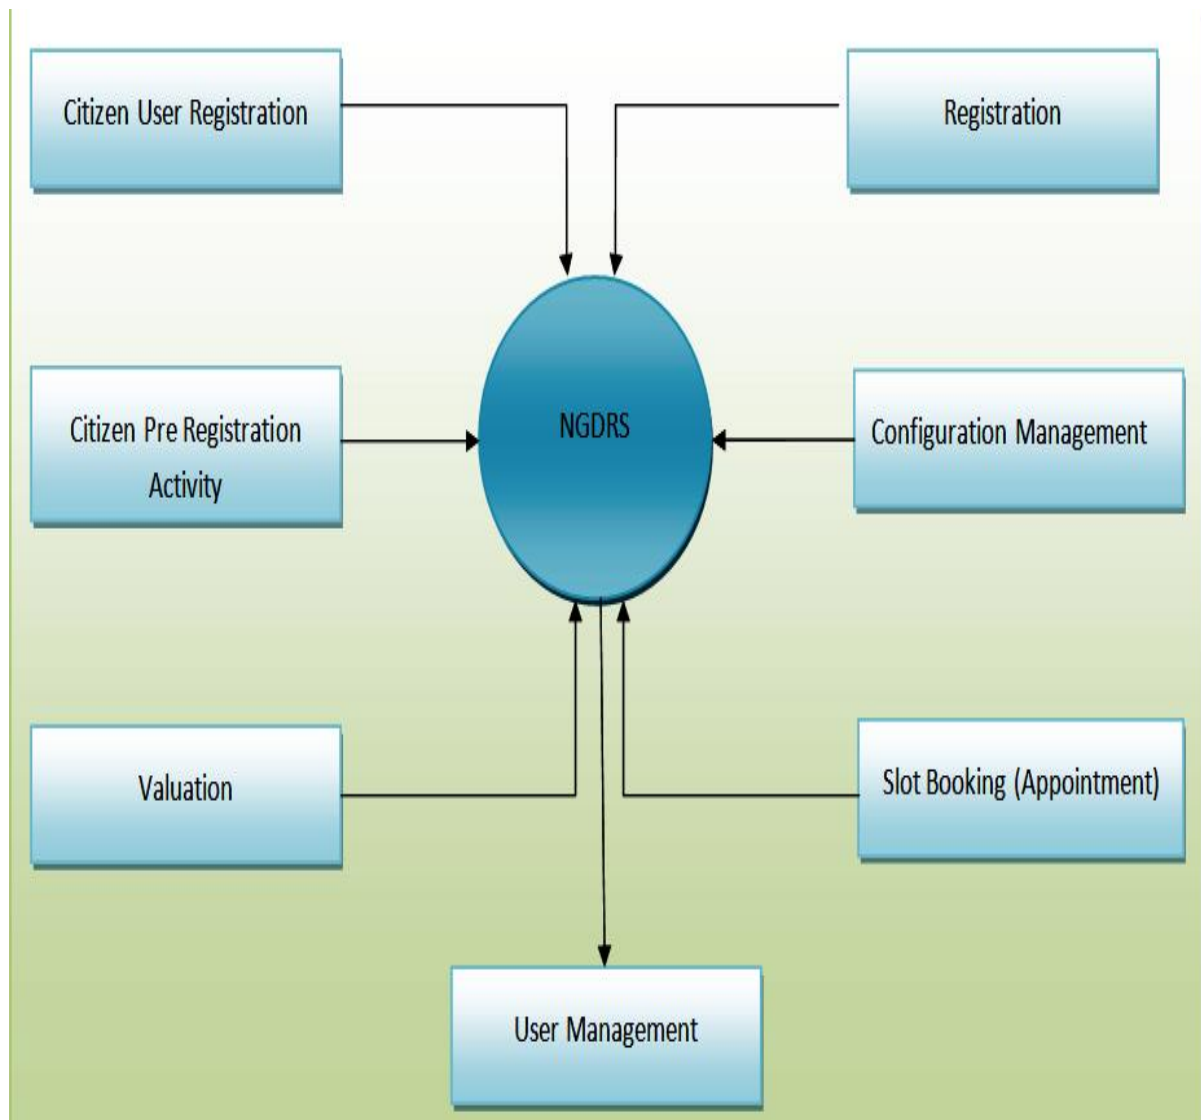 Citizen User Registration
Registration
Citizen Pre Registration
Activity
NGDRS
Configuration Management
Valuation
Slot Booking (Appointment)
User Management